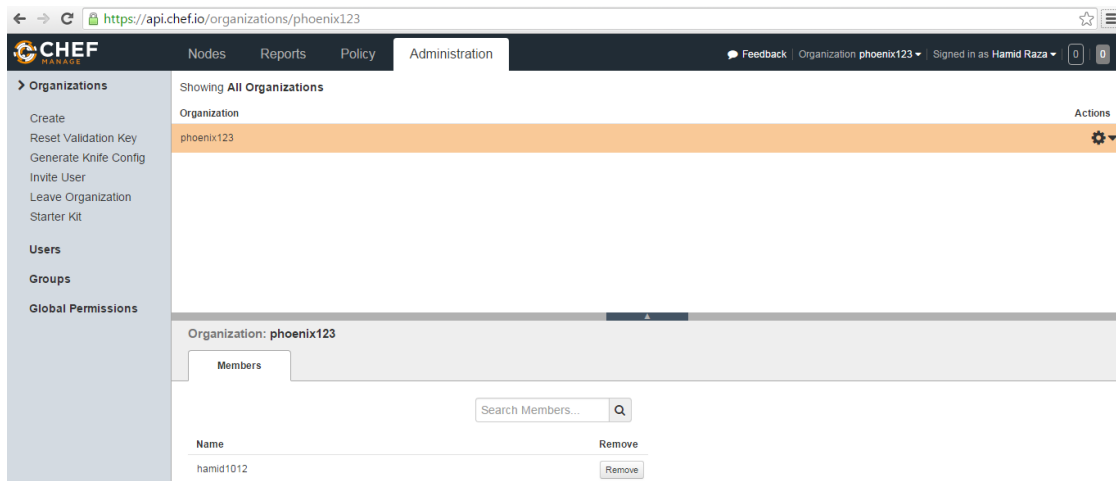 https://api.chef.io/organizations/phoenix123
CHEF
MANAGE
Nodes Reports Policy Administration Feedback Organization phoenix123 Signed in as Hamid Raza 0 0
Organizations
Create
Reset Validation Key
Generate Knife Config
Invite User
Leave Organization
Starter Kit
Users
Groups
Global Permissions
Showing All Organizations
Organization Actions
phoenix123
Organization: phoenix123
Members
Search Members...
Name Remove
hamid1012 Remove